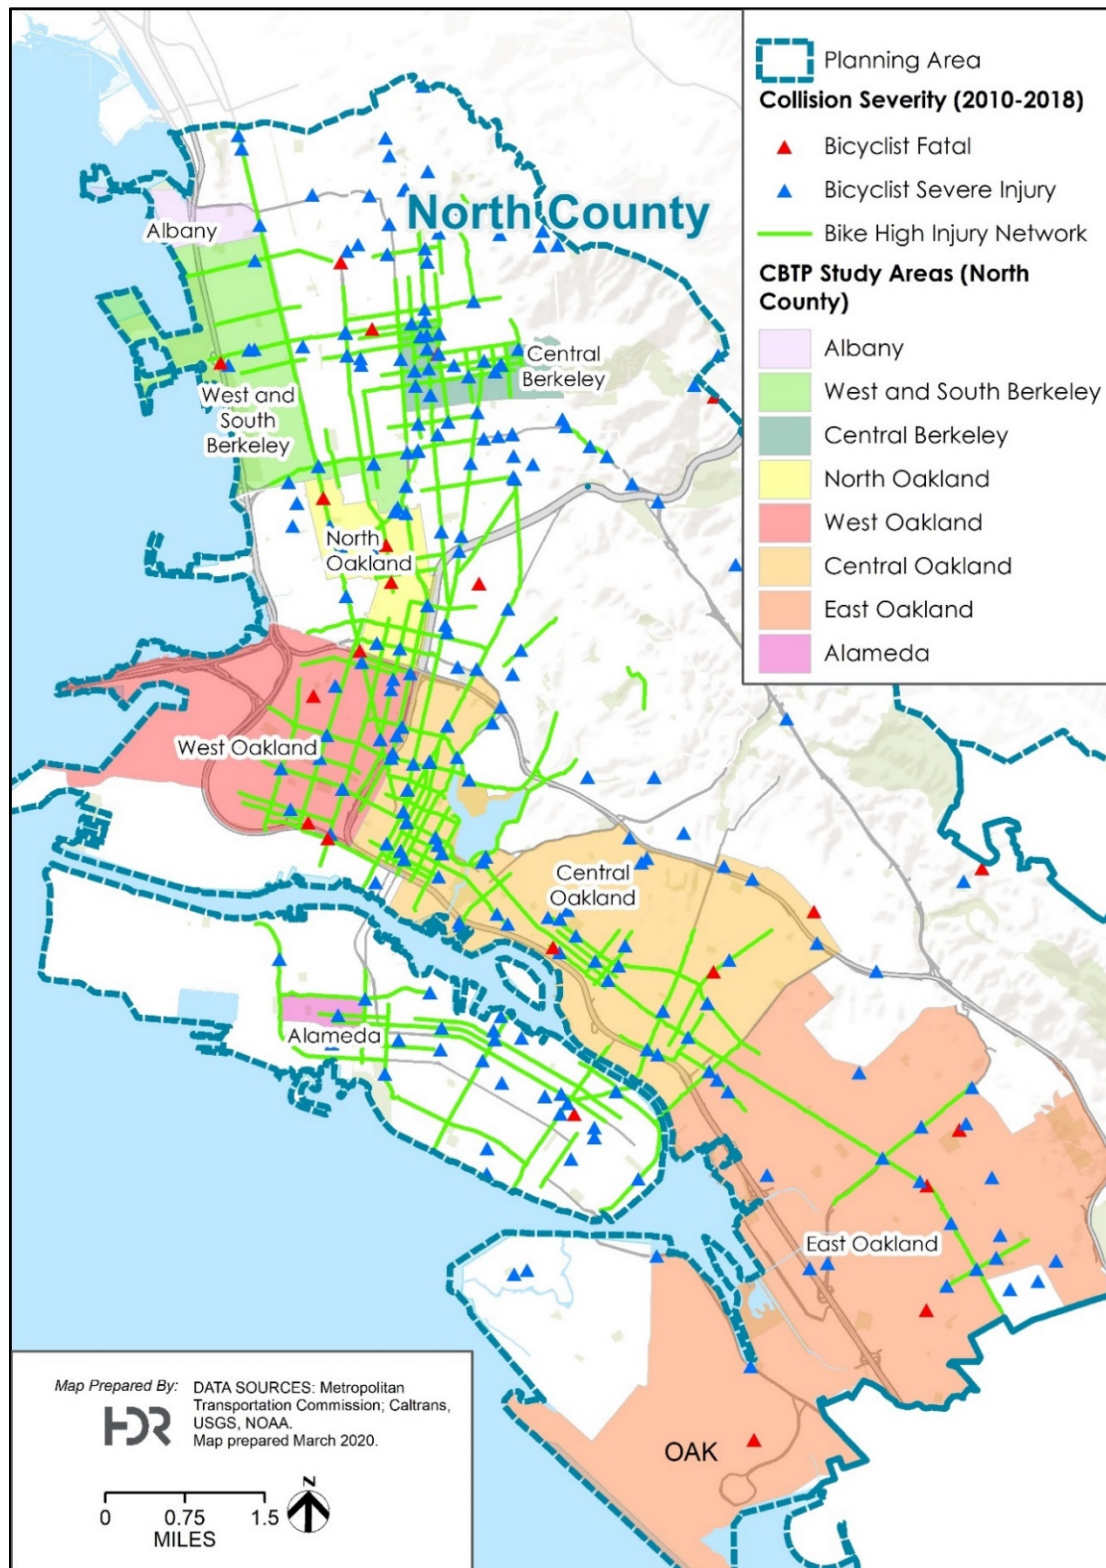 Planning Area
Collision Severity (2010-2018)
Bicyclist Fatal
Bicyclist Severe Injury
Bike High Injury Network
CBTP Study Areas (North
County)
Albany
West and South Berkeley
Central Berkeley
North Oakland
West Oakland
Central Oakland
East Oakland
Alameda
North County
Albany
Central
Berkeley
West and
South
Berkeley
North
Oakland
West Oakland
Central
Oakland
Alameda
East Oakland
OAK
Map Prepared By:
HDR
DATA SOURCES: Metropolitan
Transportation Commission; Caltrans,
USGS, NOAA.
Map prepared March 2020.
0 0.75 1.5
MILES
N